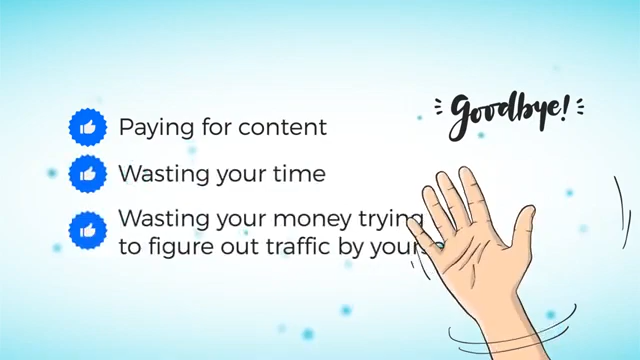 Goodbye!
Paying for content
Wasting your time
Wasting your money trying
to figure out traffic by